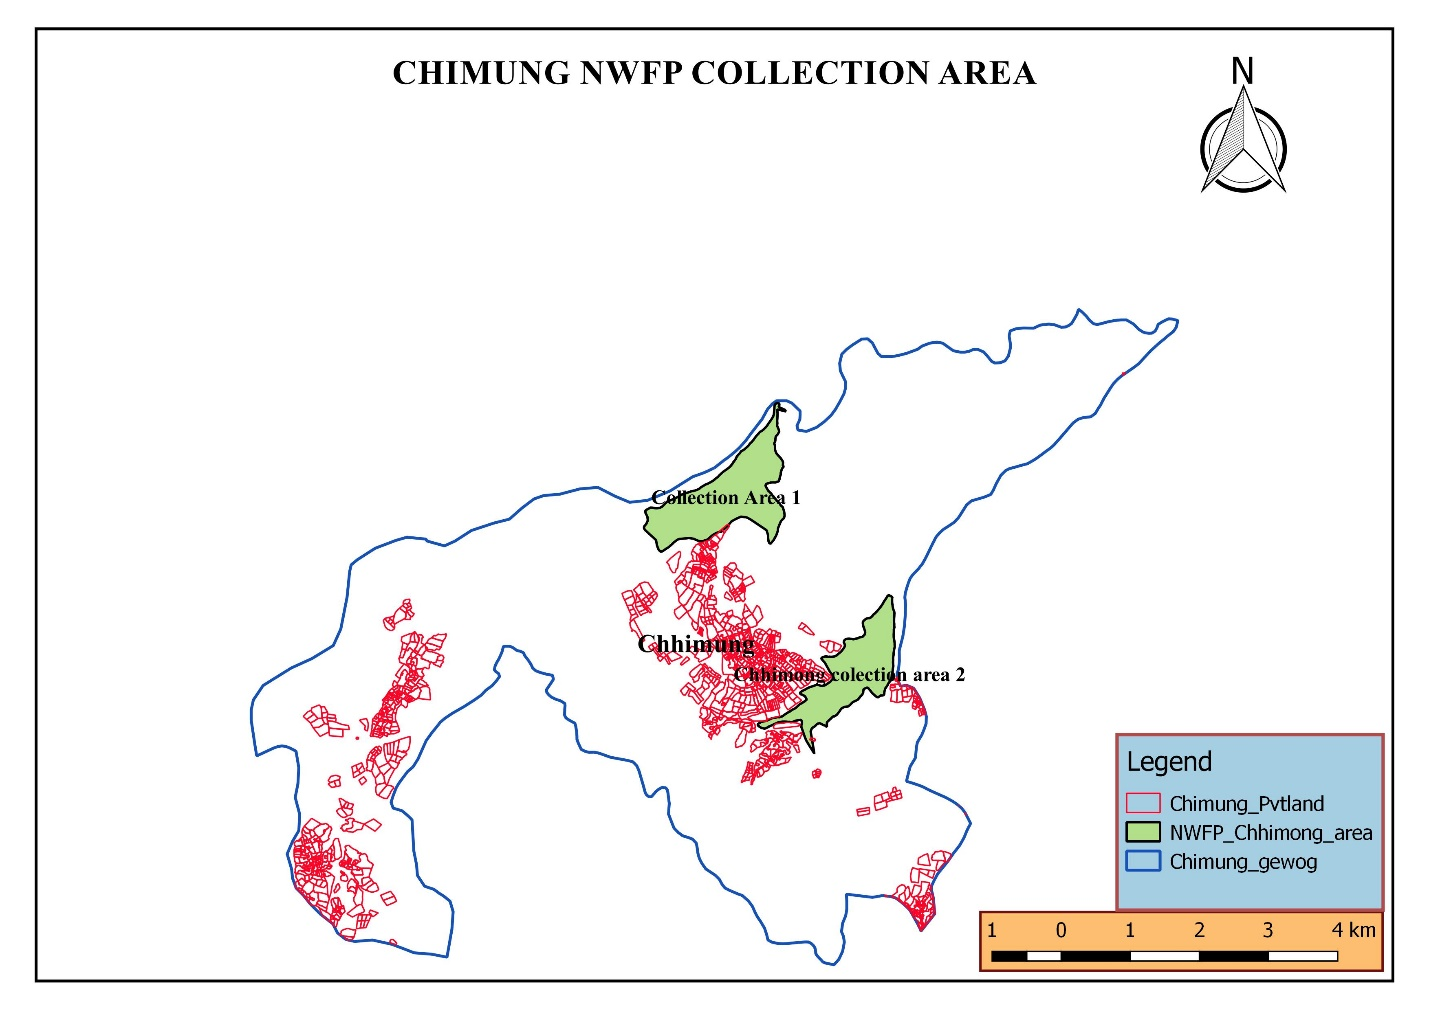 CHIMUNG NWFP COLLECTION AREA
N
Collection Area 1
Chhimung
Chhimong colection area 2
Legend
Chimung_Pvtland
NWFP_Chhimong_area
Chimung_gewog
1 0 1 2 3 4 km